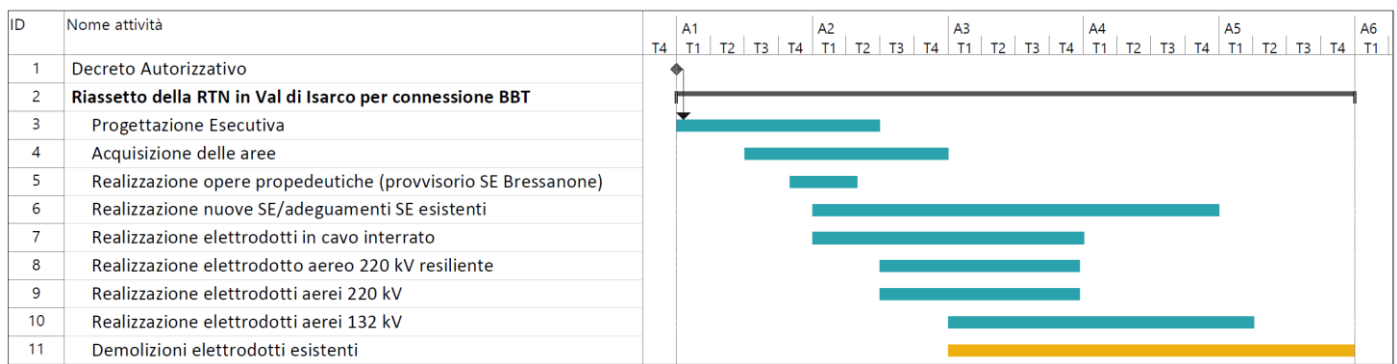 ID Nome attività A1 A2 A3 A4 A5 A6
T4 T1 T2 T3 T4 T1 T2 T3 T4 T1 T2 T3 T4 T1 T2 T3 T4 T1 T2 T3 T4 T1
1 Decreto Autorizzativo
2 Riassetto della RTN in Val di Isarco per connessione BBT
3 Progettazione Esecutiva
4 Acquisizione delle aree
5 Realizzazione opere propedeutiche (provvisorio SE Bressanone)
6 Realizzazione nuove SE/adeguamenti SE esistenti
7 Realizzazione elettrodotti in cavo interrato
8 Realizzazione elettrodotto aereo 220 kV resiliente
9 Realizzazione elettrodotti aerei 220 kV
10 Realizzazione elettrodotti aerei 132 kV
11 Demolizioni elettrodotti esistenti